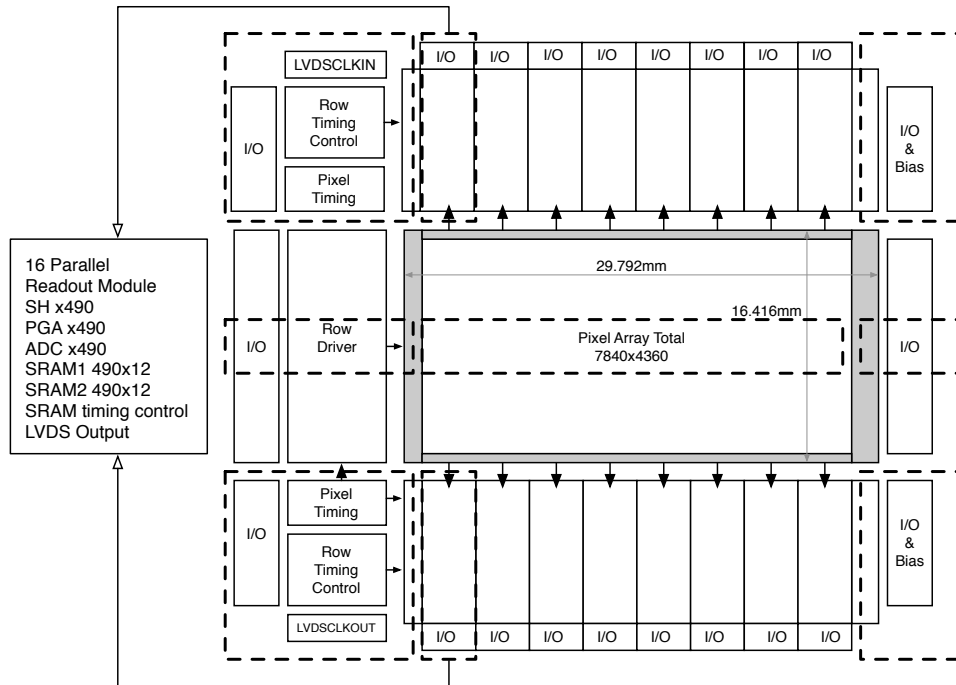 I/O I/O I/O I/O I/O I/O I/O I/O
LVDSCLKIN
Row
Timing
Control
I/O
Pixel
Timing
I/O
&
Bias
16 Parallel
Readout Module
SH x490
PGA x490
ADC x490
SRAM1 490x12
SRAM2 490x12
SRAM timing control
LVDS Output
I/O
Row
Driver
29.792mm
16.416mm
Pixel Array Total
7840x4360
I/O
I/O
Pixel
Timing
Row
Timing
Control
LVDSCLKOUT
I/O
&
Bias
I/O I/O I/O I/O I/O I/O I/O I/O